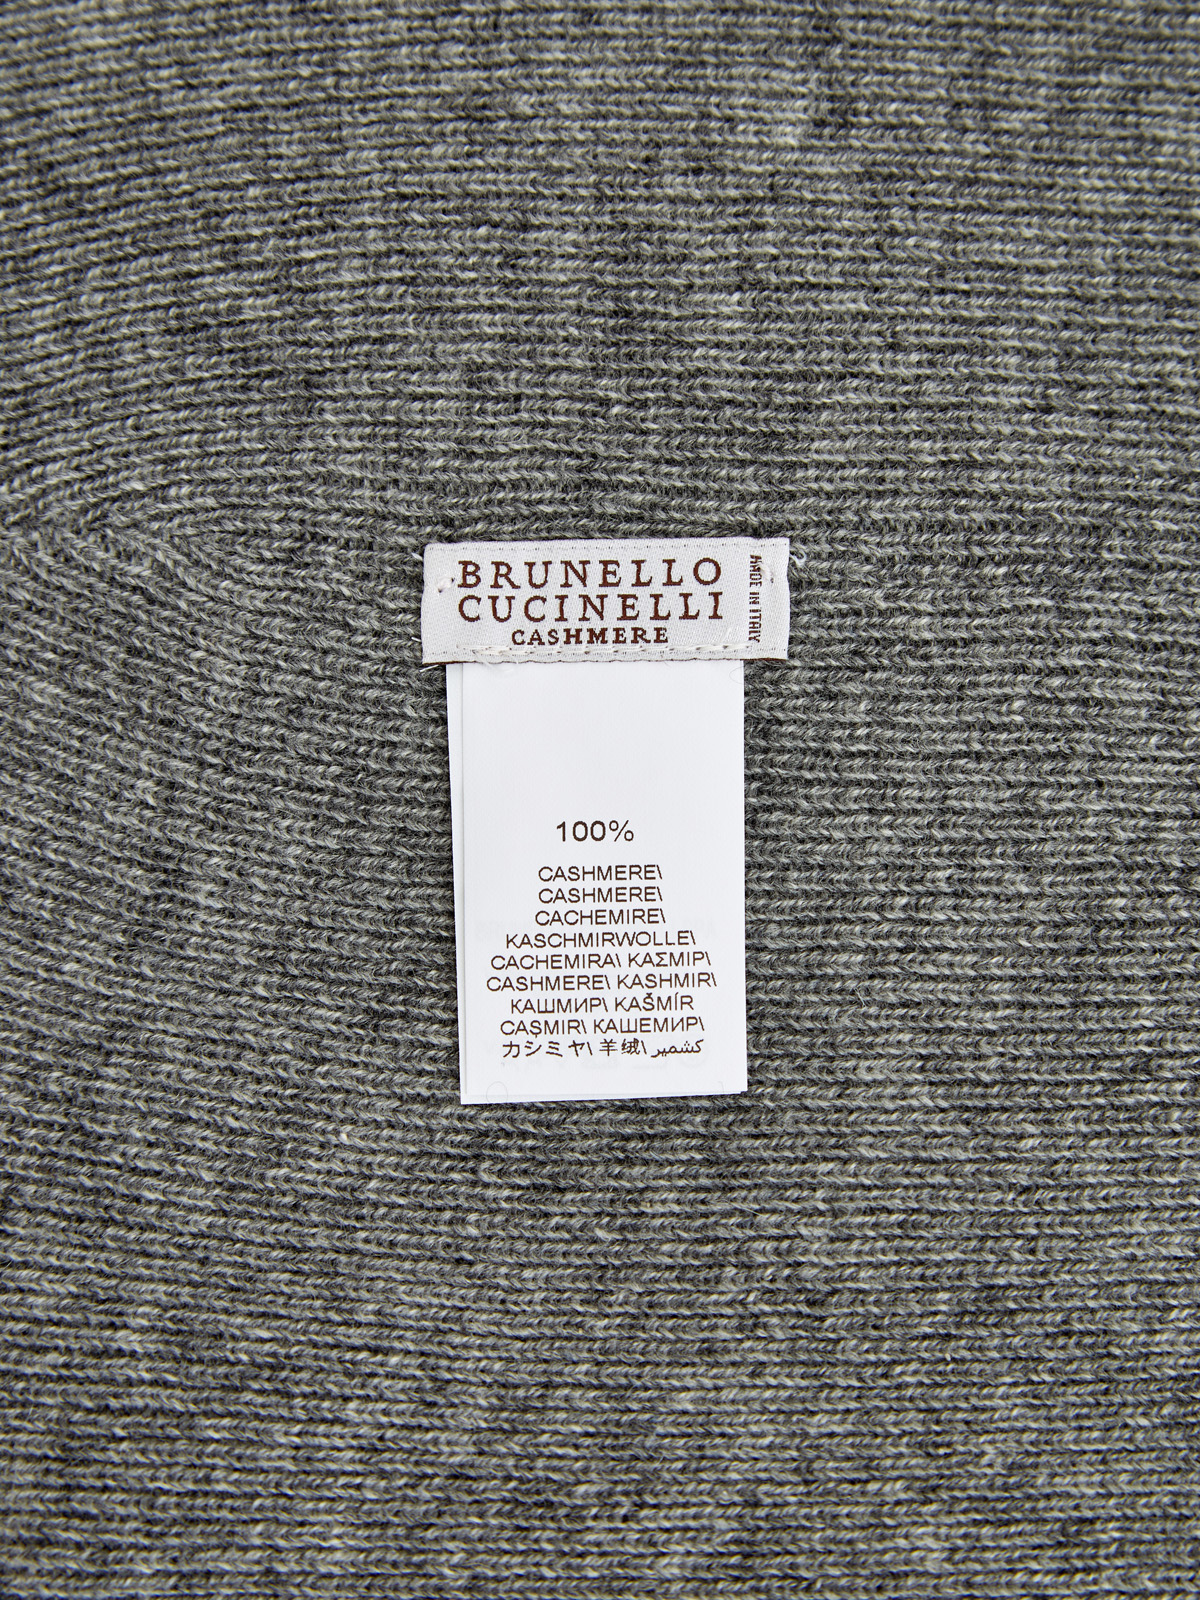 BRUNELLO
CUCINELLI
CASHMERE
MADE IN ITALY
100%
CASHMERE\
CASHMERE\
CACHEMIRE\
KASCHMIRWOLLE\
CACHEMIRA\ ΚΑΣΜΙΡ\
CASHMERE\ KASHMIR\
КАШМИР\ KAŠMÍR
CAŞMIR\ КАШЕМИР\
カシミヤ\ 羊绒\ كشمير